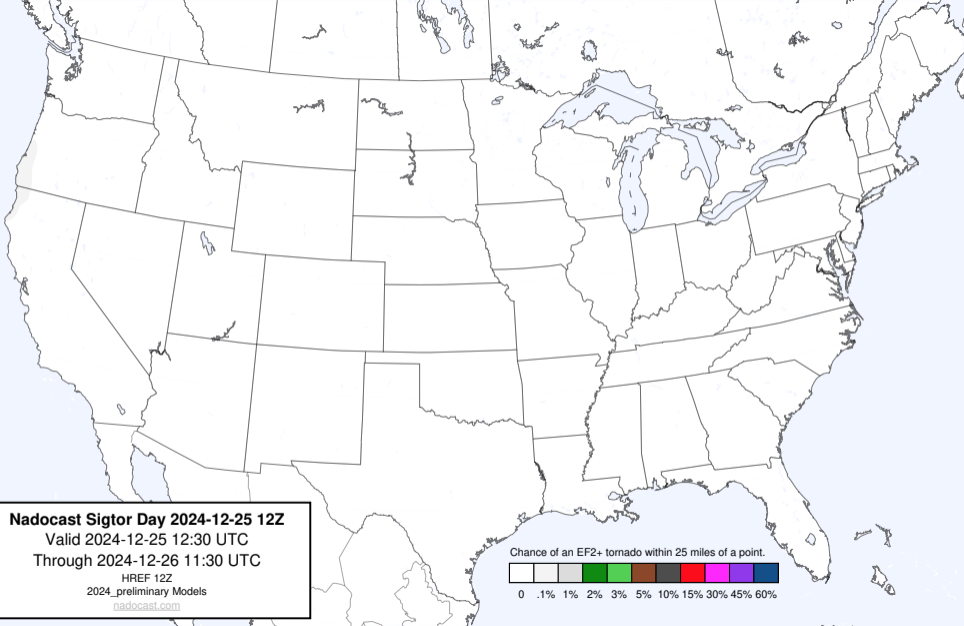 Nadocast Sigtor Day 2024-12-25 12Z
Valid 2024-12-25 12:30 UTC
Through 2024-12-26 11:30 UTC
HREF 12Z
2024_preliminary Models
nadocast.com
Chance of an EF2+ tornado within 25 miles of a point.
0 .1% 1% 2% 3% 5% 10% 15% 30% 45% 60%